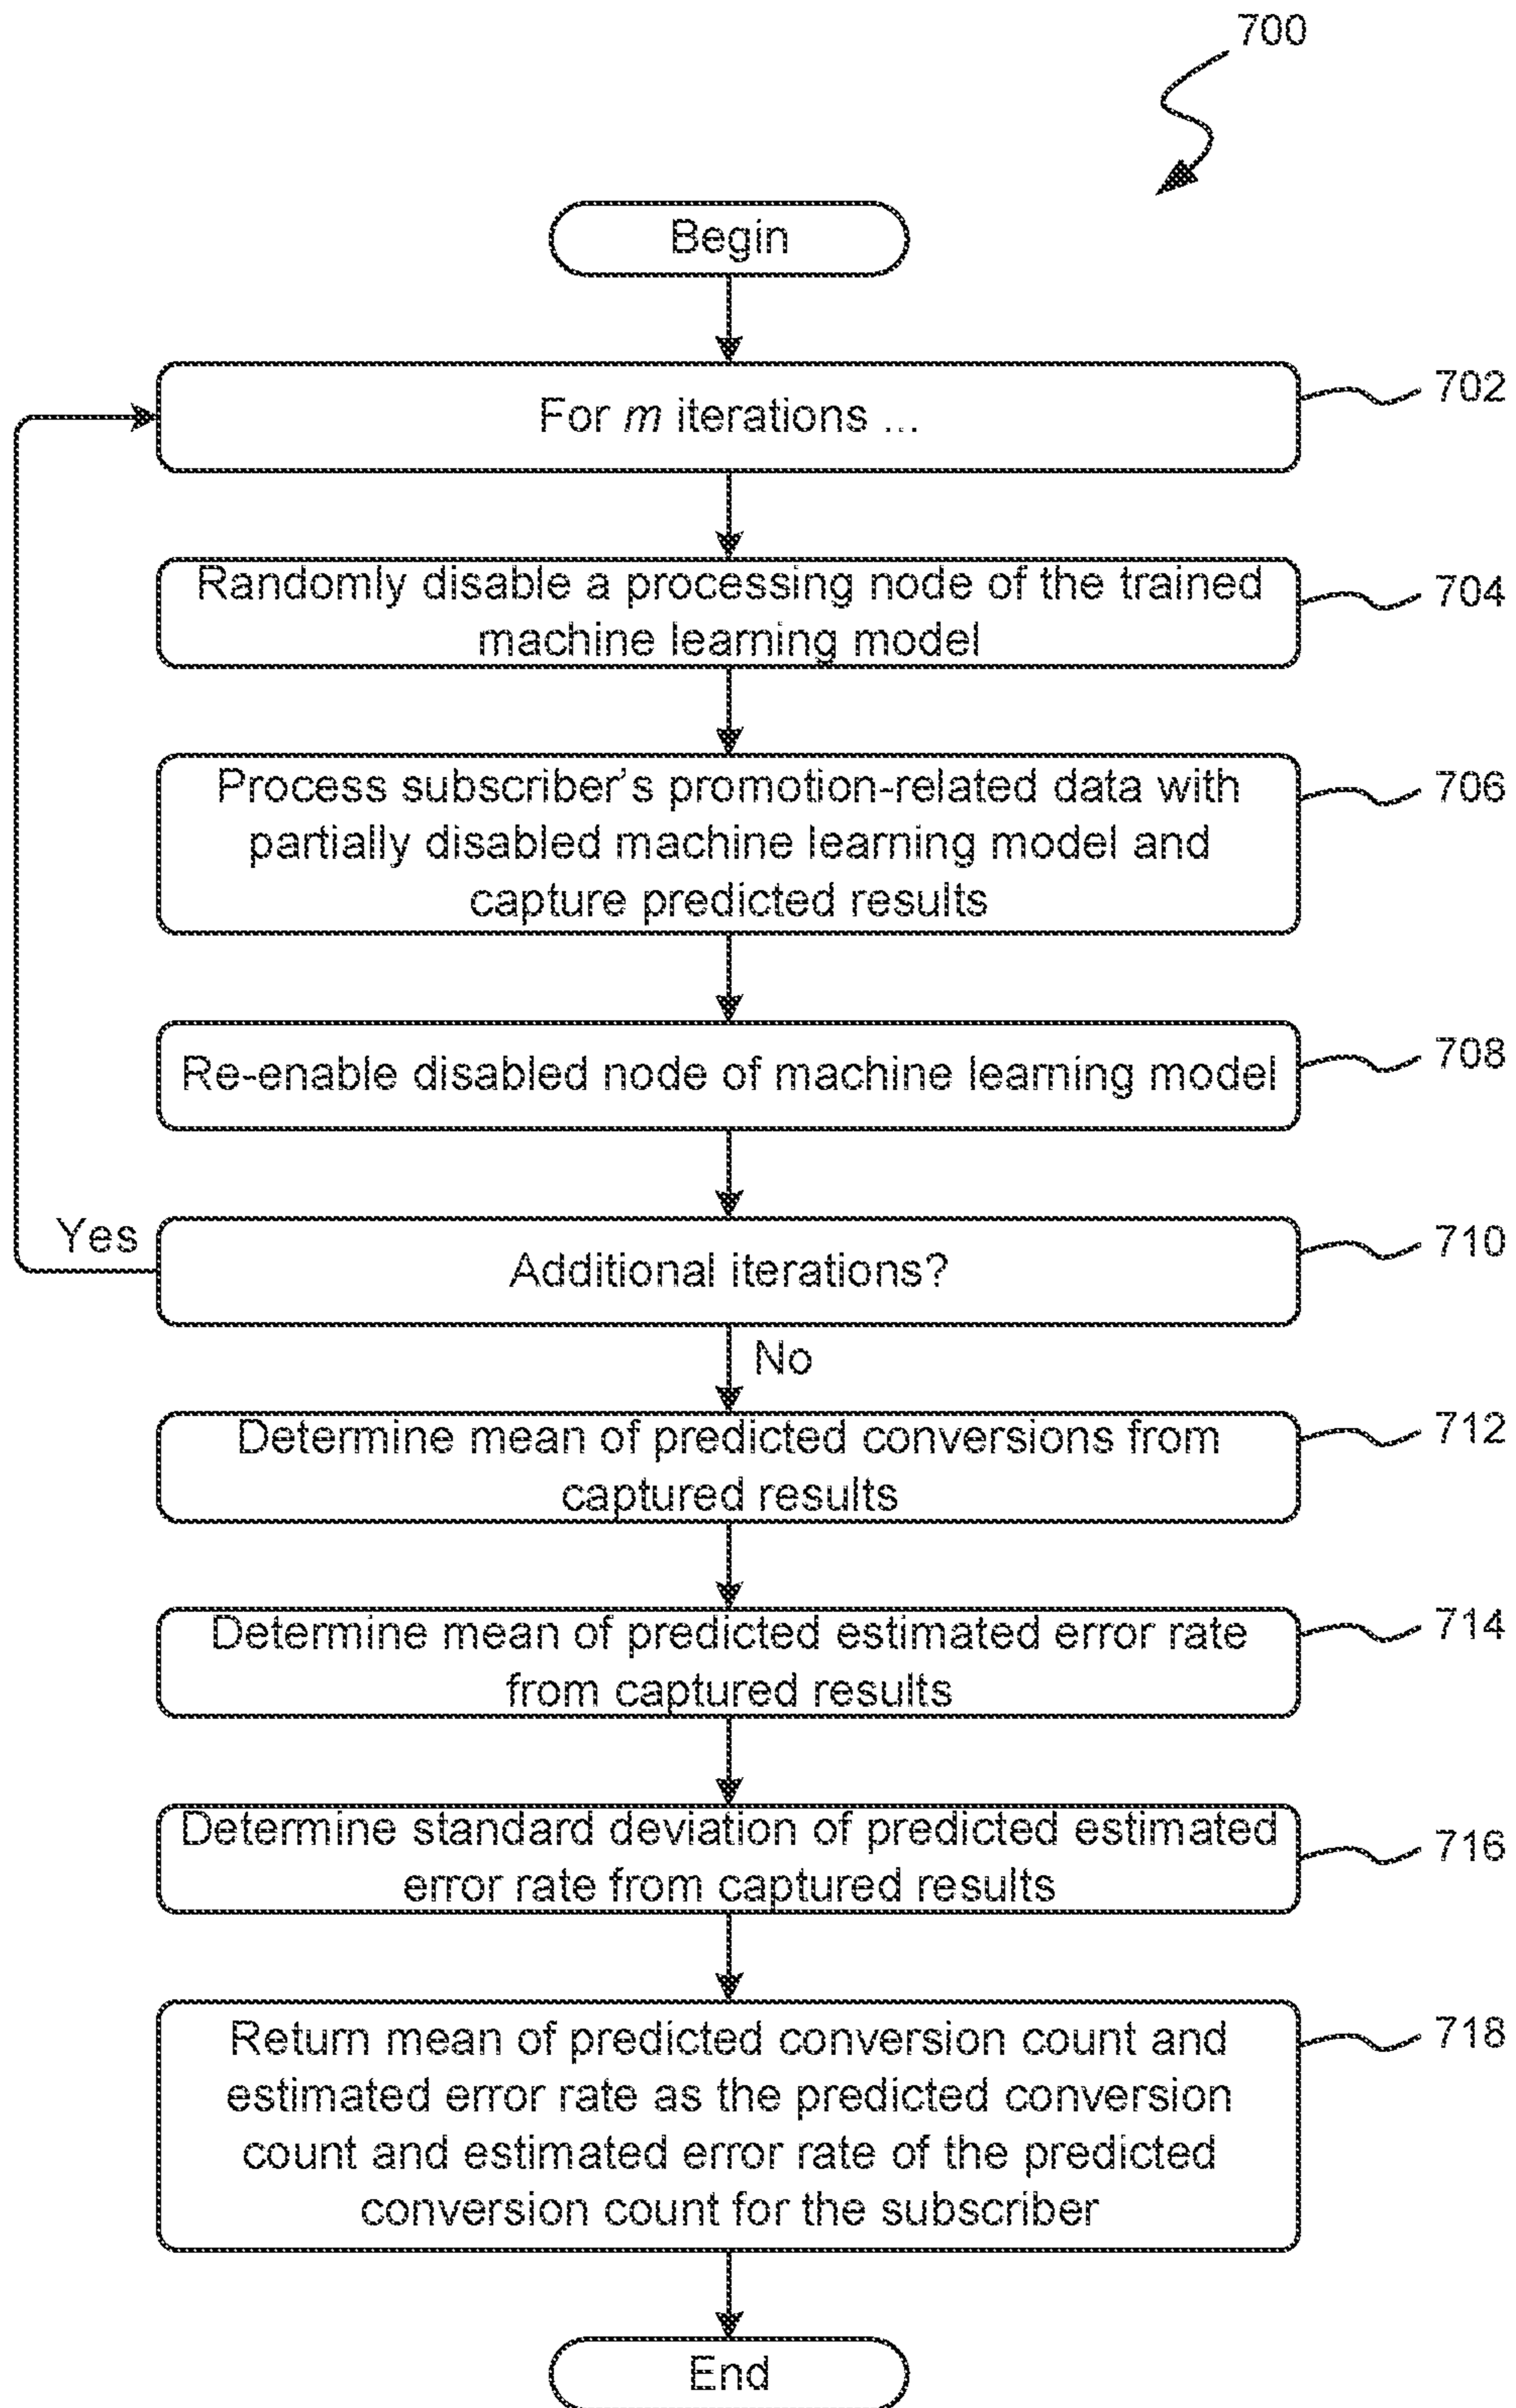 700
Begin
For m iterations ...
702
Randomly disable a processing node of the trained
machine learning model
704
Process subscriber's promotion-related data with
partially disabled machine learning model and
capture predicted results
706
Re-enable disabled node of machine learning model
708
Yes
Additional iterations?
710
No
Determine mean of predicted conversions from
captured results
712
Determine mean of predicted estimated error rate
from captured results
714
Determine standard deviation of predicted estimated
error rate from captured results
716
Return mean of predicted conversion count and
estimated error rate as the predicted conversion
count and estimated error rate of the predicted
conversion count for the subscriber
718
End